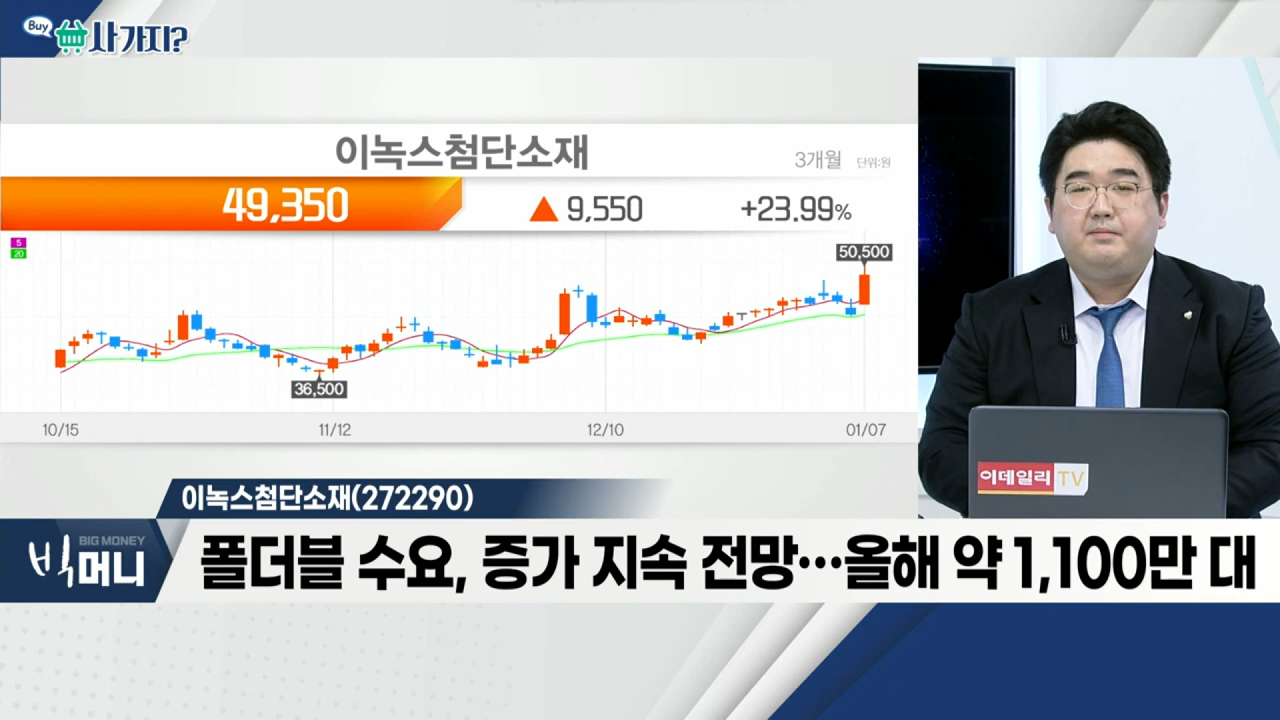 Buy
사가지?
이녹스첨단소재
3개월 단위:원
49,350 ▲ 9,550 +23.99%
5
20
50,500
36,500
10/15 11/12 12/10 01/07
이데일리TV
이녹스첨단소재(272290)
BIG MONEY
빅머니
폴더블 수요, 증가 지속 전망…올해 약 1,100만 대